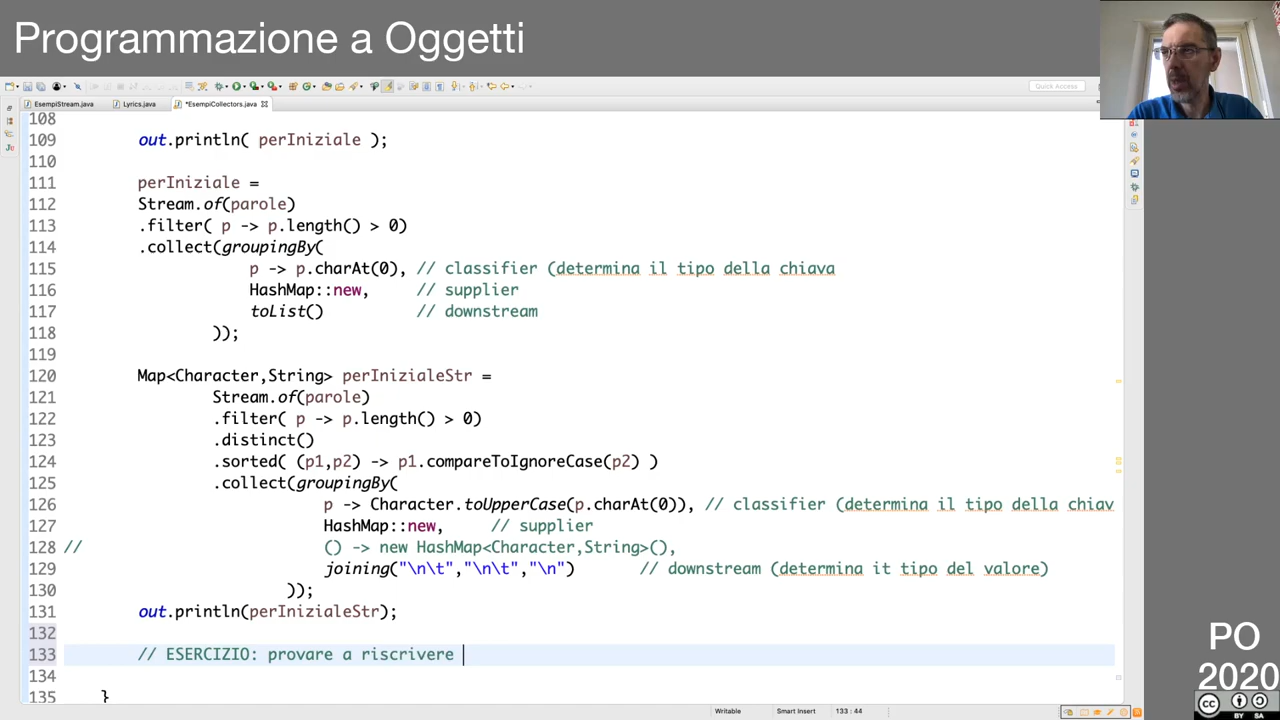 Programmazione a Oggetti
Quick Access
EsempiStream.java
Lyrics.java
*EsempiCollectors.java
108
109 out.println( perIniziale );
110
111 perIniziale =
112 Stream.of(parole)
113 .filter( p -> p.length() > 0)
114 .collect(groupingBy(
115 p -> p.charAt(0), // classifier (determina il tipo della chiava
116 HashMap::new, // supplier
117 toList() // downstream
118 ));
119
120 Map<Character,String> perInizialeStr =
121 Stream.of(parole)
122 .filter( p -> p.length() > 0)
123 .distinct()
124 .sorted( (p1,p2) -> p1.compareToIgnoreCase(p2) )
125 .collect(groupingBy(
126 p -> Character.toUpperCase(p.charAt(0)), // classifier (determina il tipo della chiav
127 HashMap::new, // supplier
128 // () -> new HashMap<Character,String>(),
129 joining("\n\t","\n\t","\n") // downstream (determina it tipo del valore)
130 ));
131 out.println(perInizialeStr);
132
133 // ESERCIZIO: provare a riscrivere
134
135 }
Writable
Smart Insert
133 : 44
PO
2020
CC
BY SA